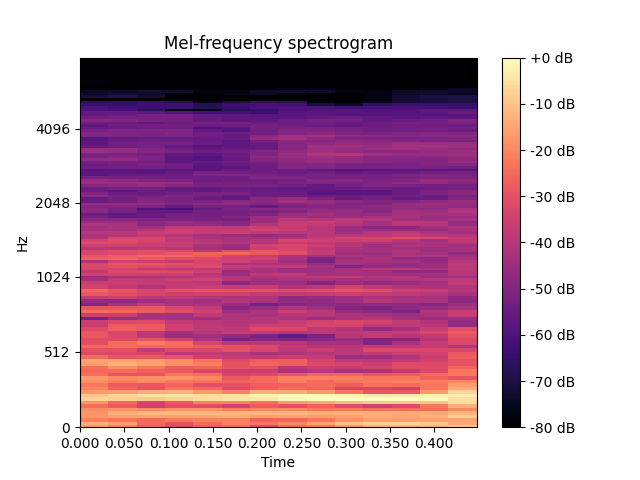 Mel-frequency spectrogram
+0 dB
-10 dB
-20 dB
-30 dB
-40 dB
-50 dB
-60 dB
-70 dB
-80 dB
Hz
4096
2048
1024
512
0
0.000 0.050 0.100 0.150 0.200 0.250 0.300 0.350 0.400
Time